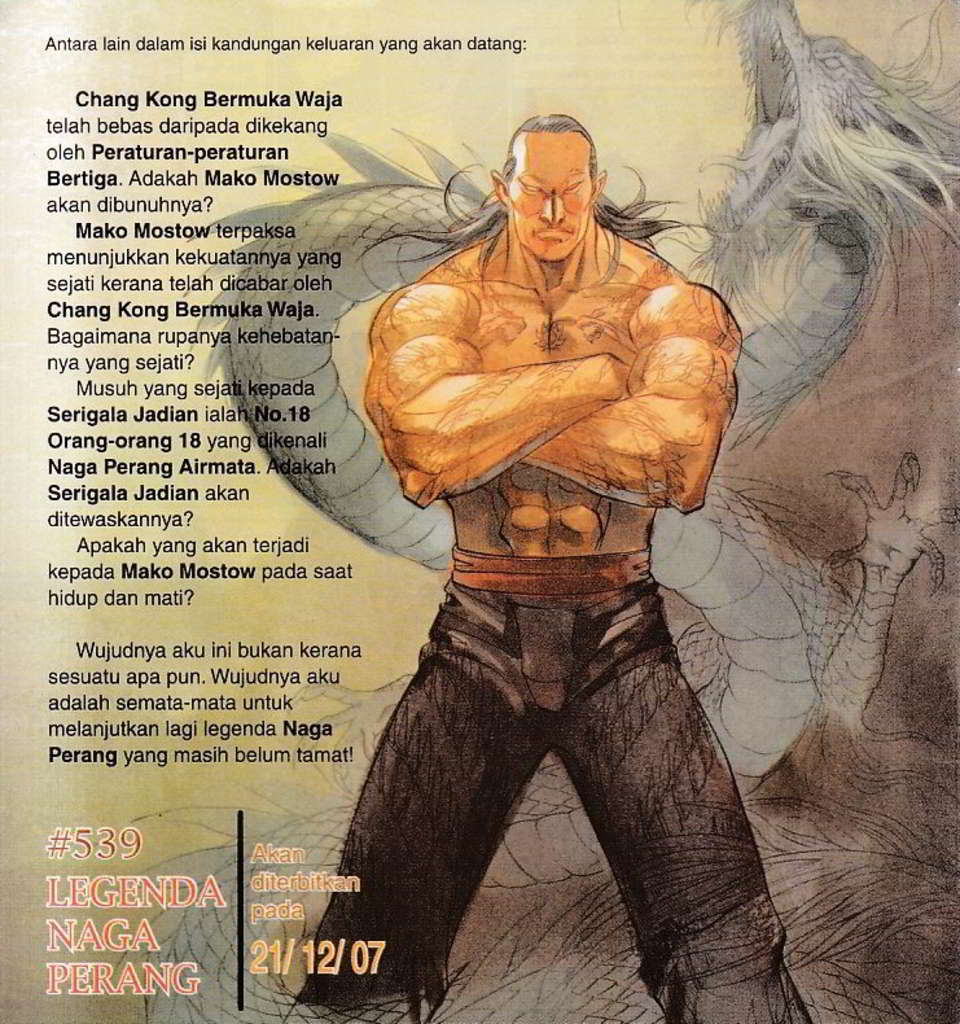 Antara lain dalam isi kandungan keluaran yang akan datang:
Chang Kong Bermuka Waja
telah bebas daripada dikekang
oleh Peraturan-peraturan
Bertiga. Adakah Mako Mostow
akan dibunuhnya?
Mako Mostow terpaksa
menunjukkan kekuatannya yang
sejati kerana telah dicabar oleh
Chang Kong Bermuka Waja.
Bagaimana rupanya kehebatan-
nya yang sejati?
Musuh yang sejati kepada
Serigala Jadian ialah No.18
Orang-orang 18 yang dikenali
Naga Perang Airmata. Adakah
Serigala Jadian akan
ditewaskannya?
Apakah yang akan terjadi
kepada Mako Mostow pada saat
hidup dan mati?
Wujudnya aku ini bukan kerana
sesuatu apa pun. Wujudnya aku
adalah semata-mata untuk
melanjutkan lagi legenda Naga
Perang yang masih belum tamat!
#539
LEGENDA
NAGA
PERANG
Akan
diterbitkan
pada
21/12/07